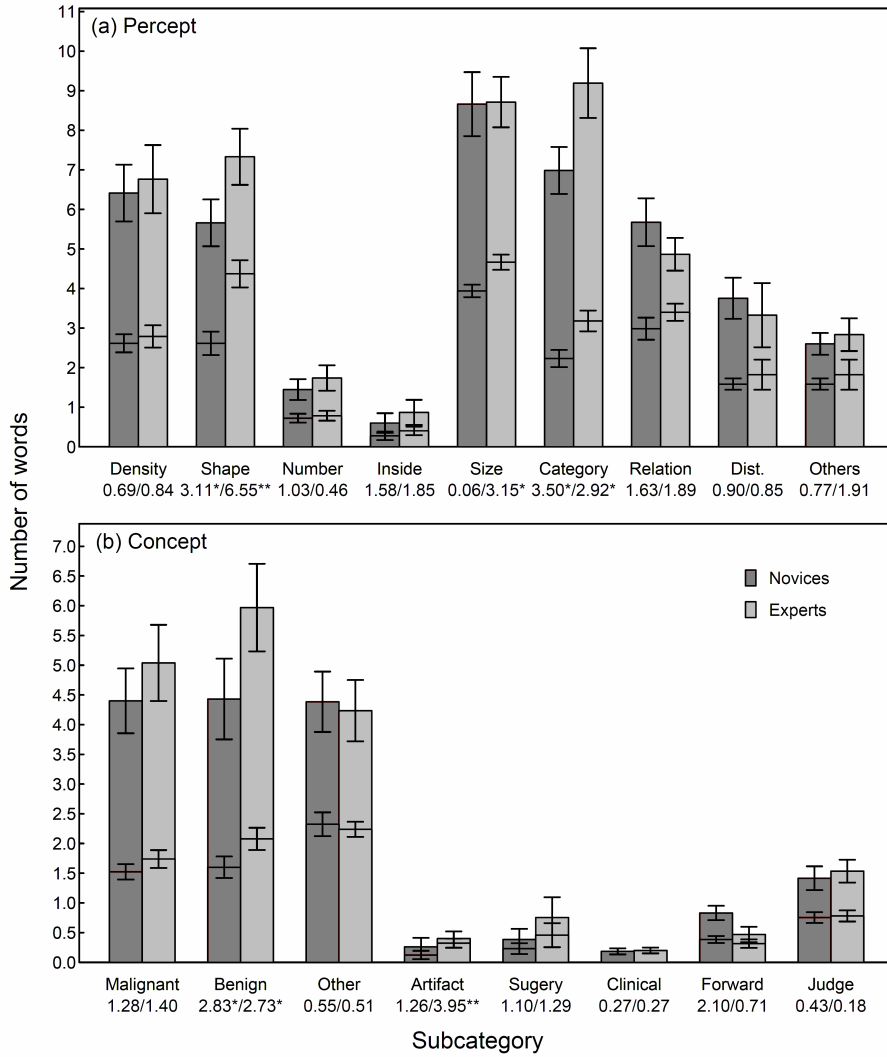 (a) Percept
11
10
9
8
7
6
5
4
3
2
1
0
Density Shape Number Inside Size Category Relation Dist. Others
0.69/0.84 3.11*/6.55** 1.03/0.46 1.58/1.85 0.06/3.15* 3.50*/2.92* 1.63/1.89 0.90/0.85 0.77/1.91
Number of words
(b) Concept
7.0
6.5
6.0
5.5
5.0
4.5
4.0
3.5
3.0
2.5
2.0
1.5
1.0
0.5
0.0
Novices
Experts
Malignant Benign Other Artifact Sugery Clinical Forward Judge
1.28/1.40 2.83*/2.73* 0.55/0.51 1.26/3.95** 1.10/1.29 0.27/0.27 2.10/0.71 0.43/0.18
Subcategory